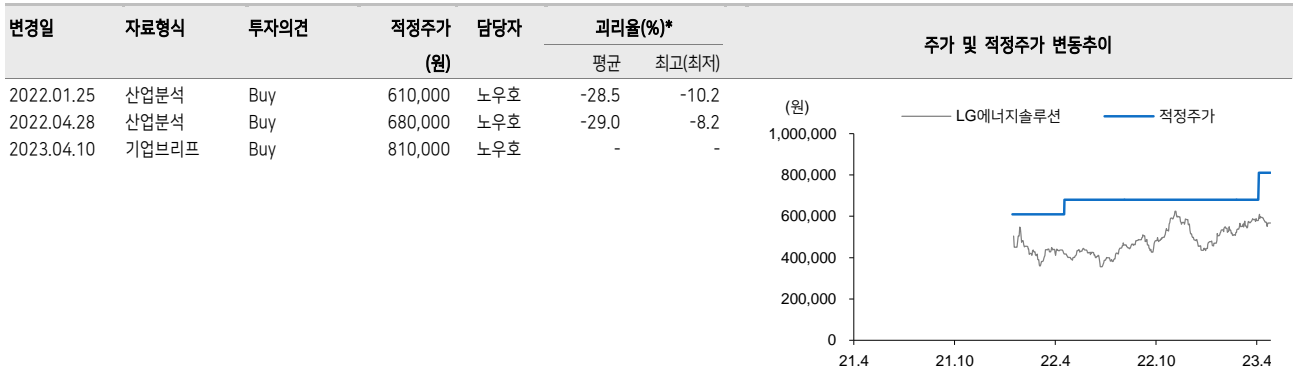 변경일 자료형식 투자의견 적정주가 담당자 괴리율(%)*
(원) 평균 최고(최저)
2022.01.25 산업분석 Buy 610,000 노우호 -28.5 -10.2
2022.04.28 산업분석 Buy 680,000 노우호 -29.0 -8.2
2023.04.10 기업브리프 Buy 810,000 노우호 - -
주가 및 적정주가 변동추이
(원) LG에너지솔루션 적정주가
1,000,000
800,000
600,000
400,000
200,000
0
21.4 21.10 22.4 22.10 23.4